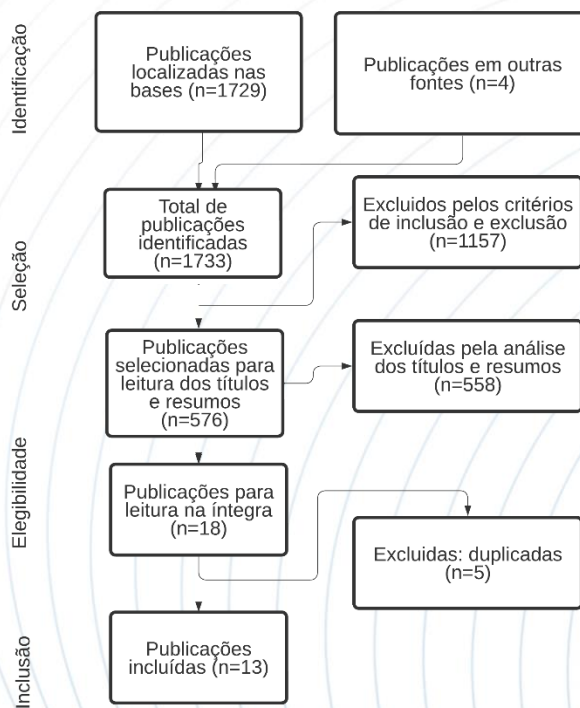 Identificação
Publicações
localizadas nas
bases (n=1729)
Publicações em outras
fontes (n=4)
Seleção
Total de
publicações
identificadas
(n=1733)
Excluidos pelos critérios
de inclusão e exclusão
(n=1157)
Publicações
selecionadas para
leitura dos títulos
e resumos
(n=576)
Excluídas pela análise
dos títulos e resumos
(n=558)
Elegibilidade
Publicações para
leitura na íntegra
(n=18)
Excluidas: duplicadas
(n=5)
Inclusão
Publicações
incluídas (n=13)